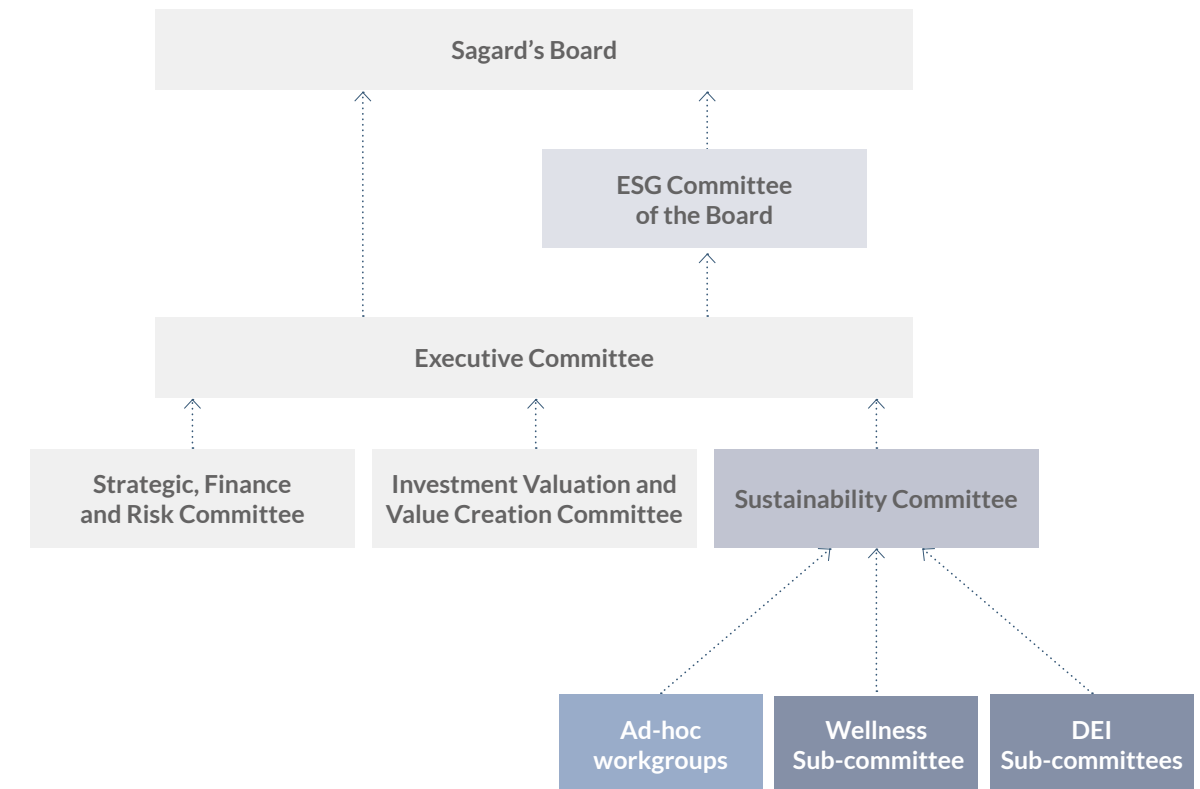 Sagard’s Board
ESG Committee
of the Board
Executive Committee
Strategic, Finance
and Risk Committee
Investment Valuation and
Value Creation Committee
Sustainability Committee
Ad-hoc
workgroups
Wellness
Sub-committee
DEI
Sub-committees